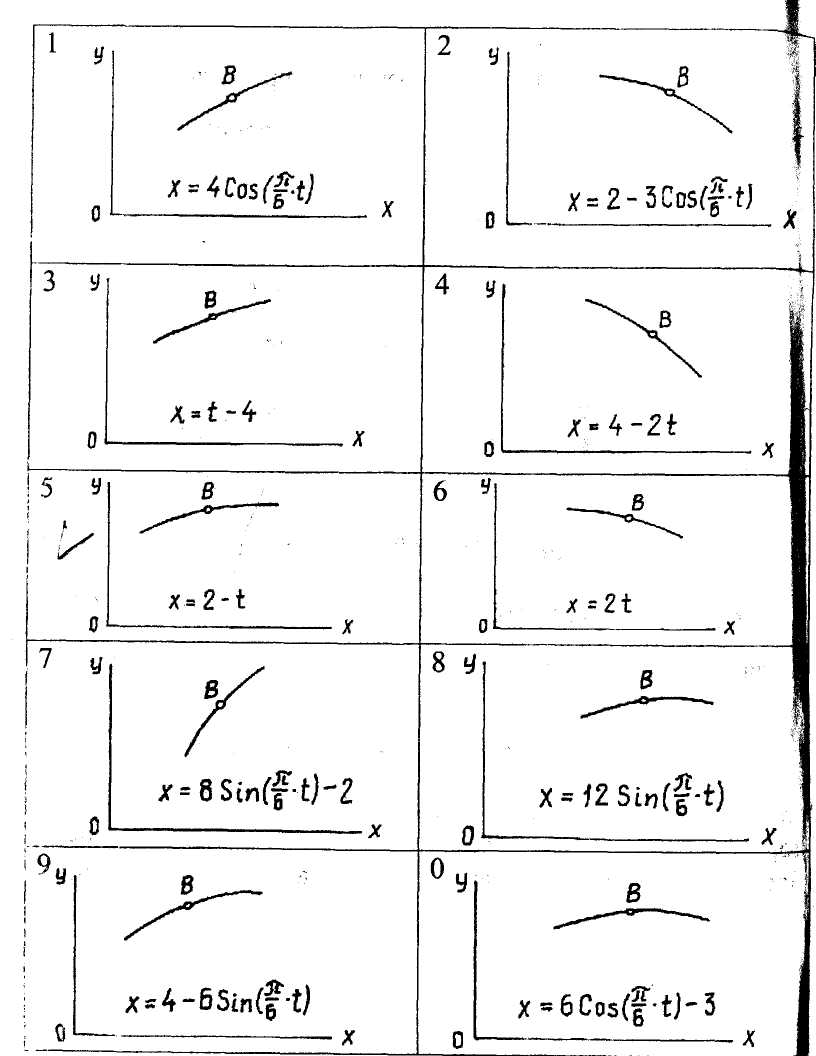 1
y
B
x = 4 Cos(π/6 · t)
0
x
2
y
B
x = 2 - 3 Cos(π/6 · t)
0
x
3
y
B
x = t - 4
0
x
4
y
B
x = 4 - 2t
0
x
5
y
B
x = 2 - t
0
x
6
y
B
x = 2t
0
x
7
y
B
x = 8 Sin(π/6 · t) - 2
0
x
8
y
B
x = 12 Sin(π/6 · t)
0
x
9
y
B
x = 4 - 6 Sin(π/6 · t)
0
x
0
y
B
x = 6 Cos(π/6 · t) - 3
0
x